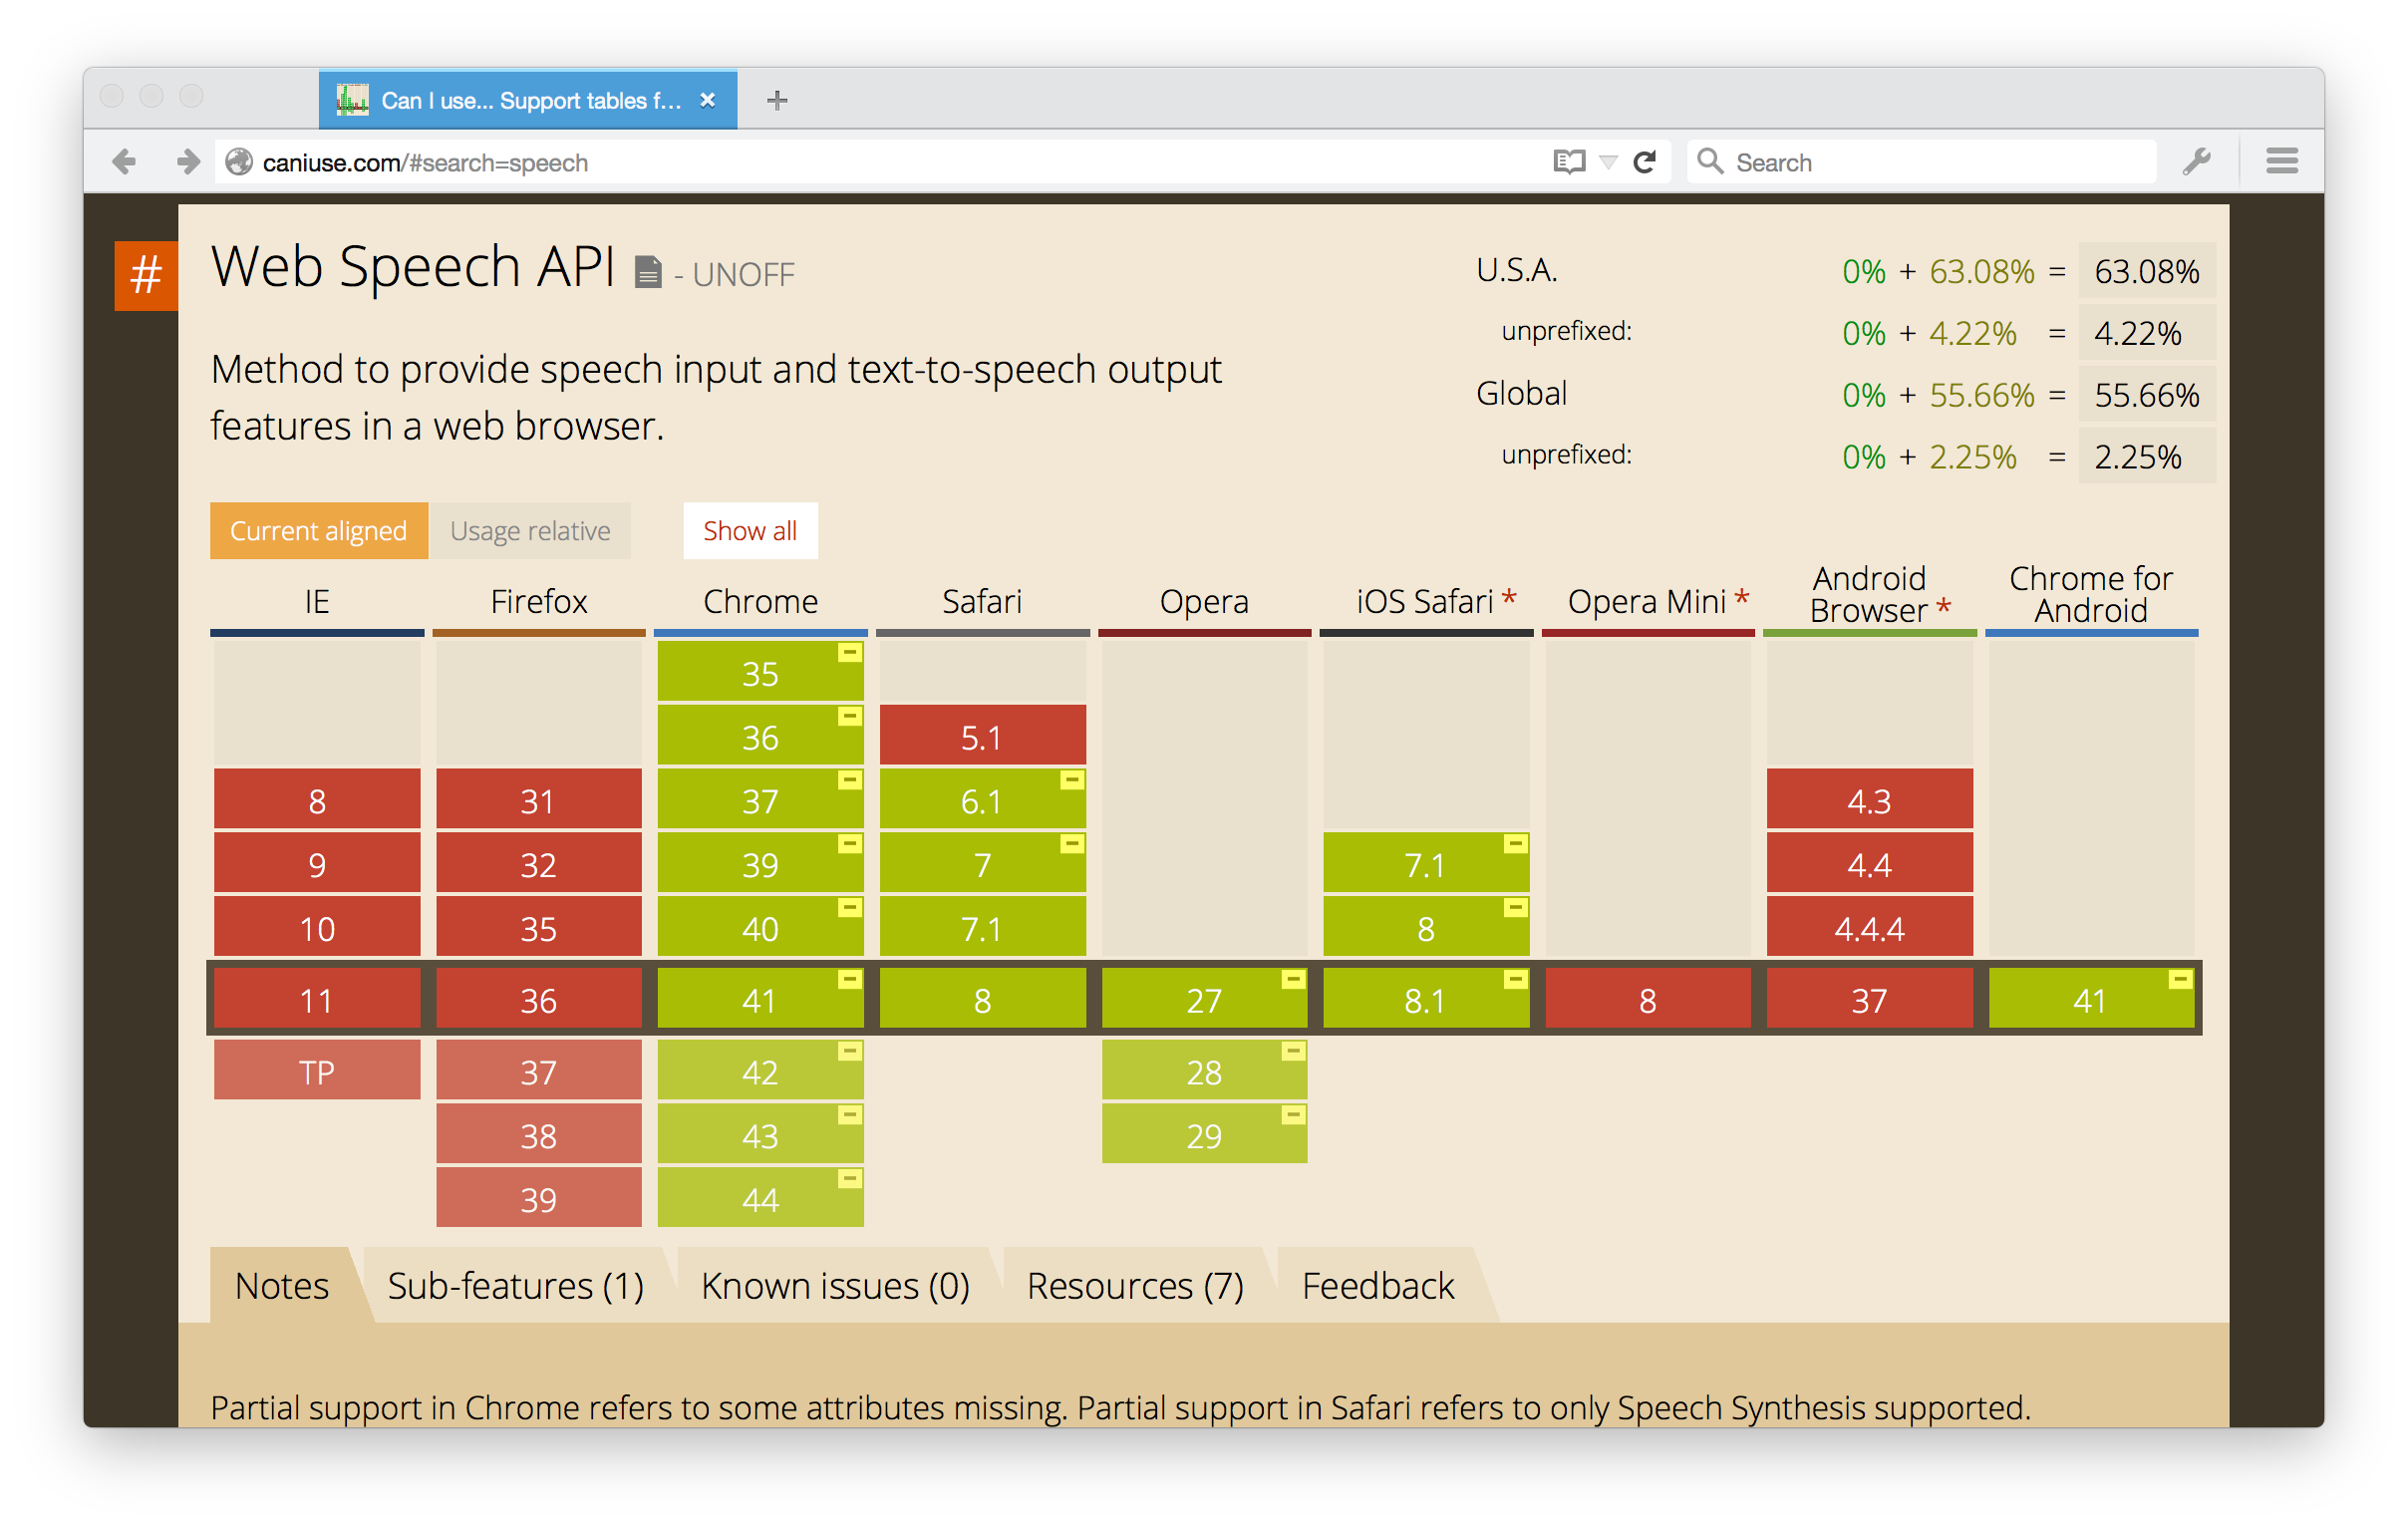 Can I use... Support tables f...
caniuse.com/#search=speech
Search
#
Web Speech API - UNOFF
Method to provide speech input and text-to-speech output
features in a web browser.
U.S.A. 0% + 63.08% = 63.08%
unprefixed: 0% + 4.22% = 4.22%
Global 0% + 55.66% = 55.66%
unprefixed: 0% + 2.25% = 2.25%
Current aligned Usage relative Show all
IE Firefox Chrome Safari Opera iOS Safari * Opera Mini * Android Browser * Chrome for Android
35
36 5.1
8 31 37 6.1 4.3
9 32 39 7 7.1 4.4
10 35 40 7.1 8 4.4.4
11 36 41 8 27 8.1 8 37 41
TP 37 42 28
38 43 29
39 44
Notes Sub-features (1) Known issues (0) Resources (7) Feedback
Partial support in Chrome refers to some attributes missing. Partial support in Safari refers to only Speech Synthesis supported.